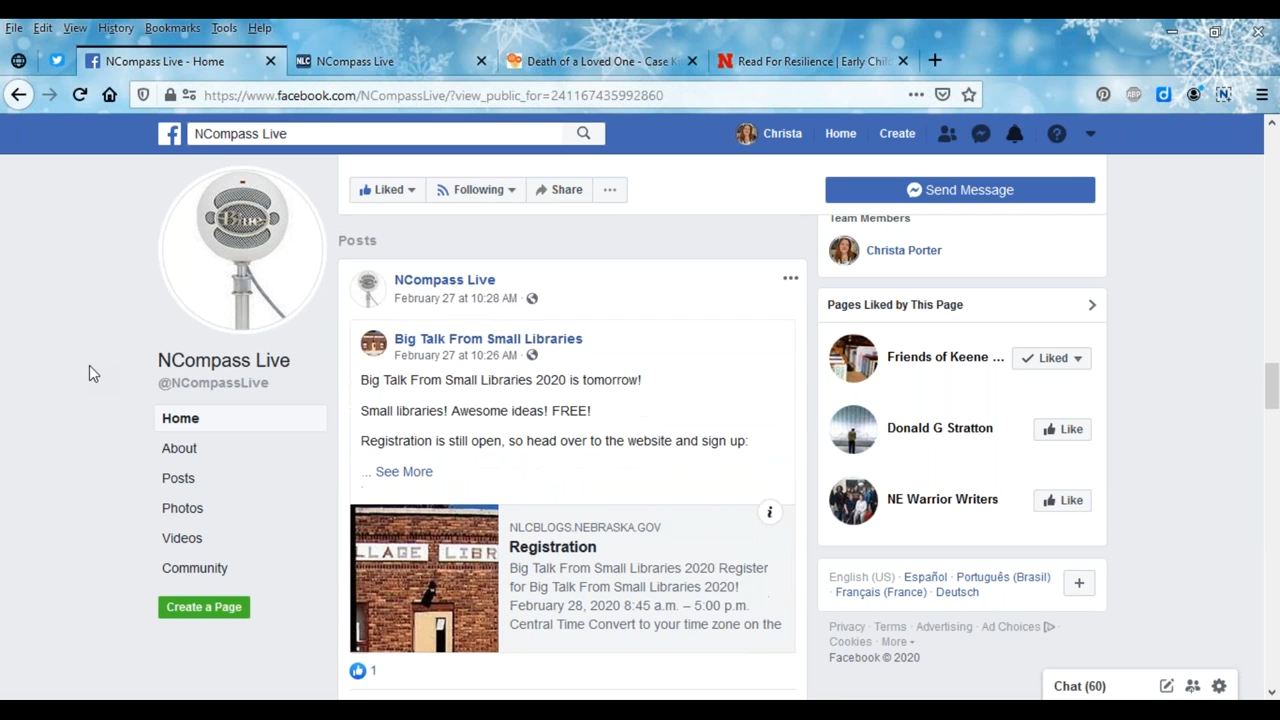 File Edit View History Bookmarks Tools Help
NCompass Live - Home
NLC NCompass Live
Death of a Loved One - Case Ki
Read For Resilience | Early Chil
https://www.facebook.com/NCompassLive/?view_public_for=241167435992860
NCompass Live
Christa Home Create
Blue
Liked Following Share
Send Message
Team Members
Christa Porter
Posts
NCompass Live
February 27 at 10:28 AM ·
Big Talk From Small Libraries
February 27 at 10:26 AM ·
Big Talk From Small Libraries 2020 is tomorrow!
Small libraries! Awesome ideas! FREE!
Registration is still open, so head over to the website and sign up:
... See More
LLAGE LIBR
NLCBLOGS.NEBRASKA.GOV
Registration
Big Talk From Small Libraries 2020 Register
for Big Talk From Small Libraries 2020!
February 28, 2020 8:45 a.m. – 5:00 p.m.
Central Time Convert to your time zone on the
1
NCompass Live
@NCompassLive
Home
About
Posts
Photos
Videos
Community
Create a Page
Pages Liked by This Page
Friends of Keene ...
Liked
Donald G Stratton
Like
NE Warrior Writers
Like
English (US) · Español · Português (Brasil)
· Français (France) · Deutsch
Privacy · Terms · Advertising · Ad Choices ·
Cookies · More
Facebook © 2020
Chat (60)